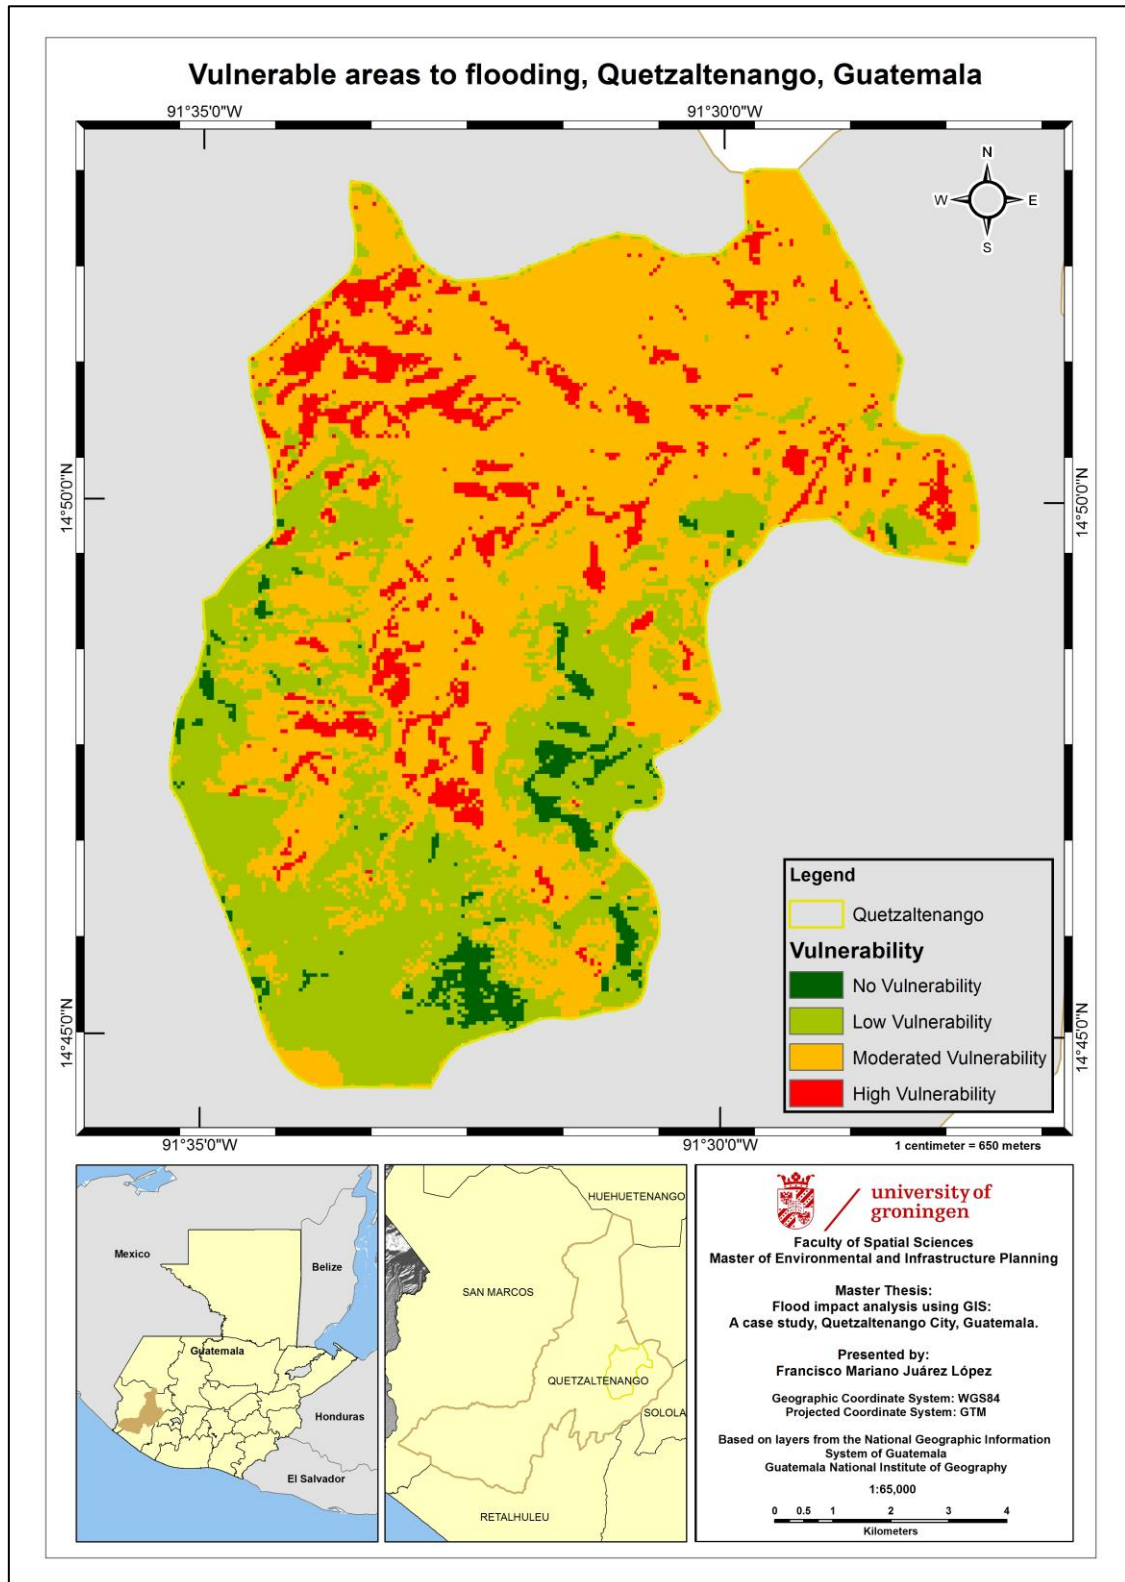 Vulnerable areas to flooding, Quetzaltenango, Guatemala
91°35'0"W
91°30'0"W
N
W
E
S
14°50'0"N
14°50'0"N
Legend
Quetzaltenango
Vulnerability
No Vulnerability
Low Vulnerability
Moderated Vulnerability
High Vulnerability
14°45'0"N
14°45'0"N
91°35'0"W
91°30'0"W
1 centimeter = 650 meters
Mexico
Belize
Guatemala
Honduras
El Salvador
HUEHUETENANGO
SAN MARCOS
QUETZALTENANGO
SOLOLA
RETALHULEU
university of
groningen
Faculty of Spatial Sciences
Master of Environmental and Infrastructure Planning
Master Thesis:
Flood impact analysis using GIS:
A case study, Quetzaltenango City, Guatemala.
Presented by:
Francisco Mariano Juárez López
Geographic Coordinate System: WGS84
Projected Coordinate System: GTM
Based on layers from the National Geographic Information
System of Guatemala
Guatemala National Institute of Geography
1:65,000
0 0.5 1 2 3 4
Kilometers